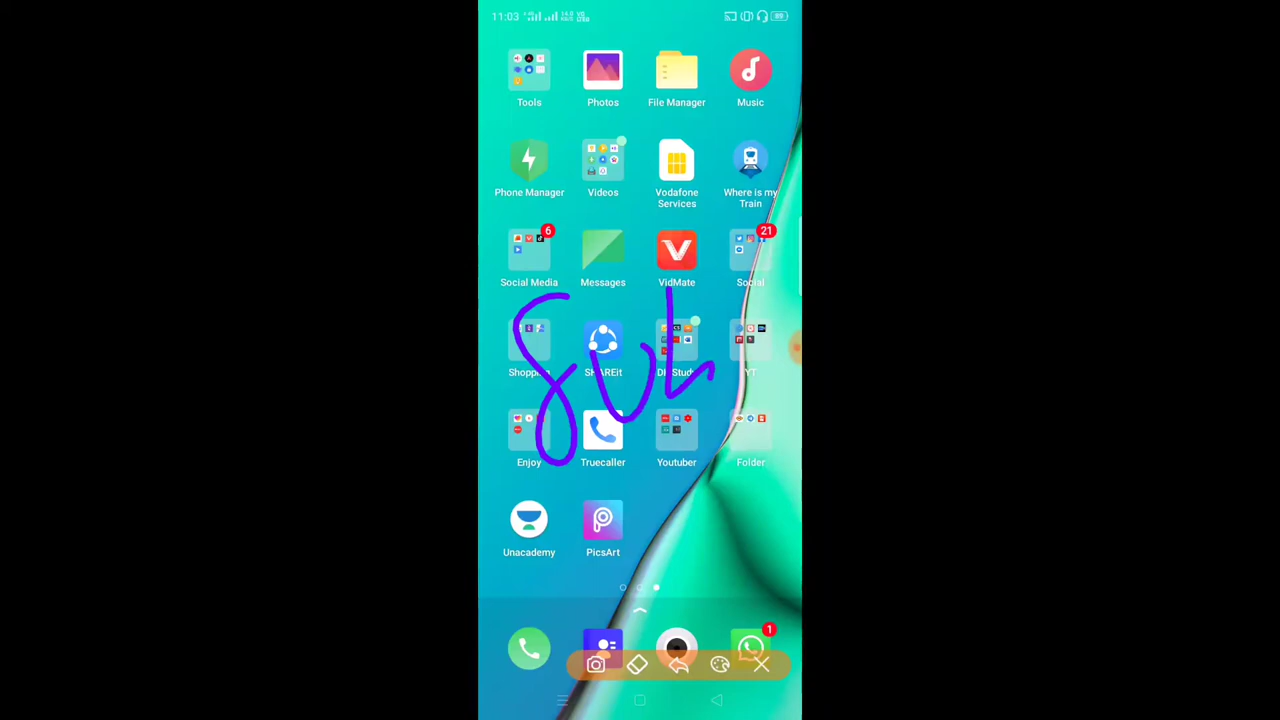 11:03
Tools Photos File Manager Music
Phone Manager Videos Vodafone Services Where is my Train
6 21
Social Media Messages VidMate Social
SHAREit YT
Enjoy Truecaller Youtuber Folder
Unacademy PicsArt
1